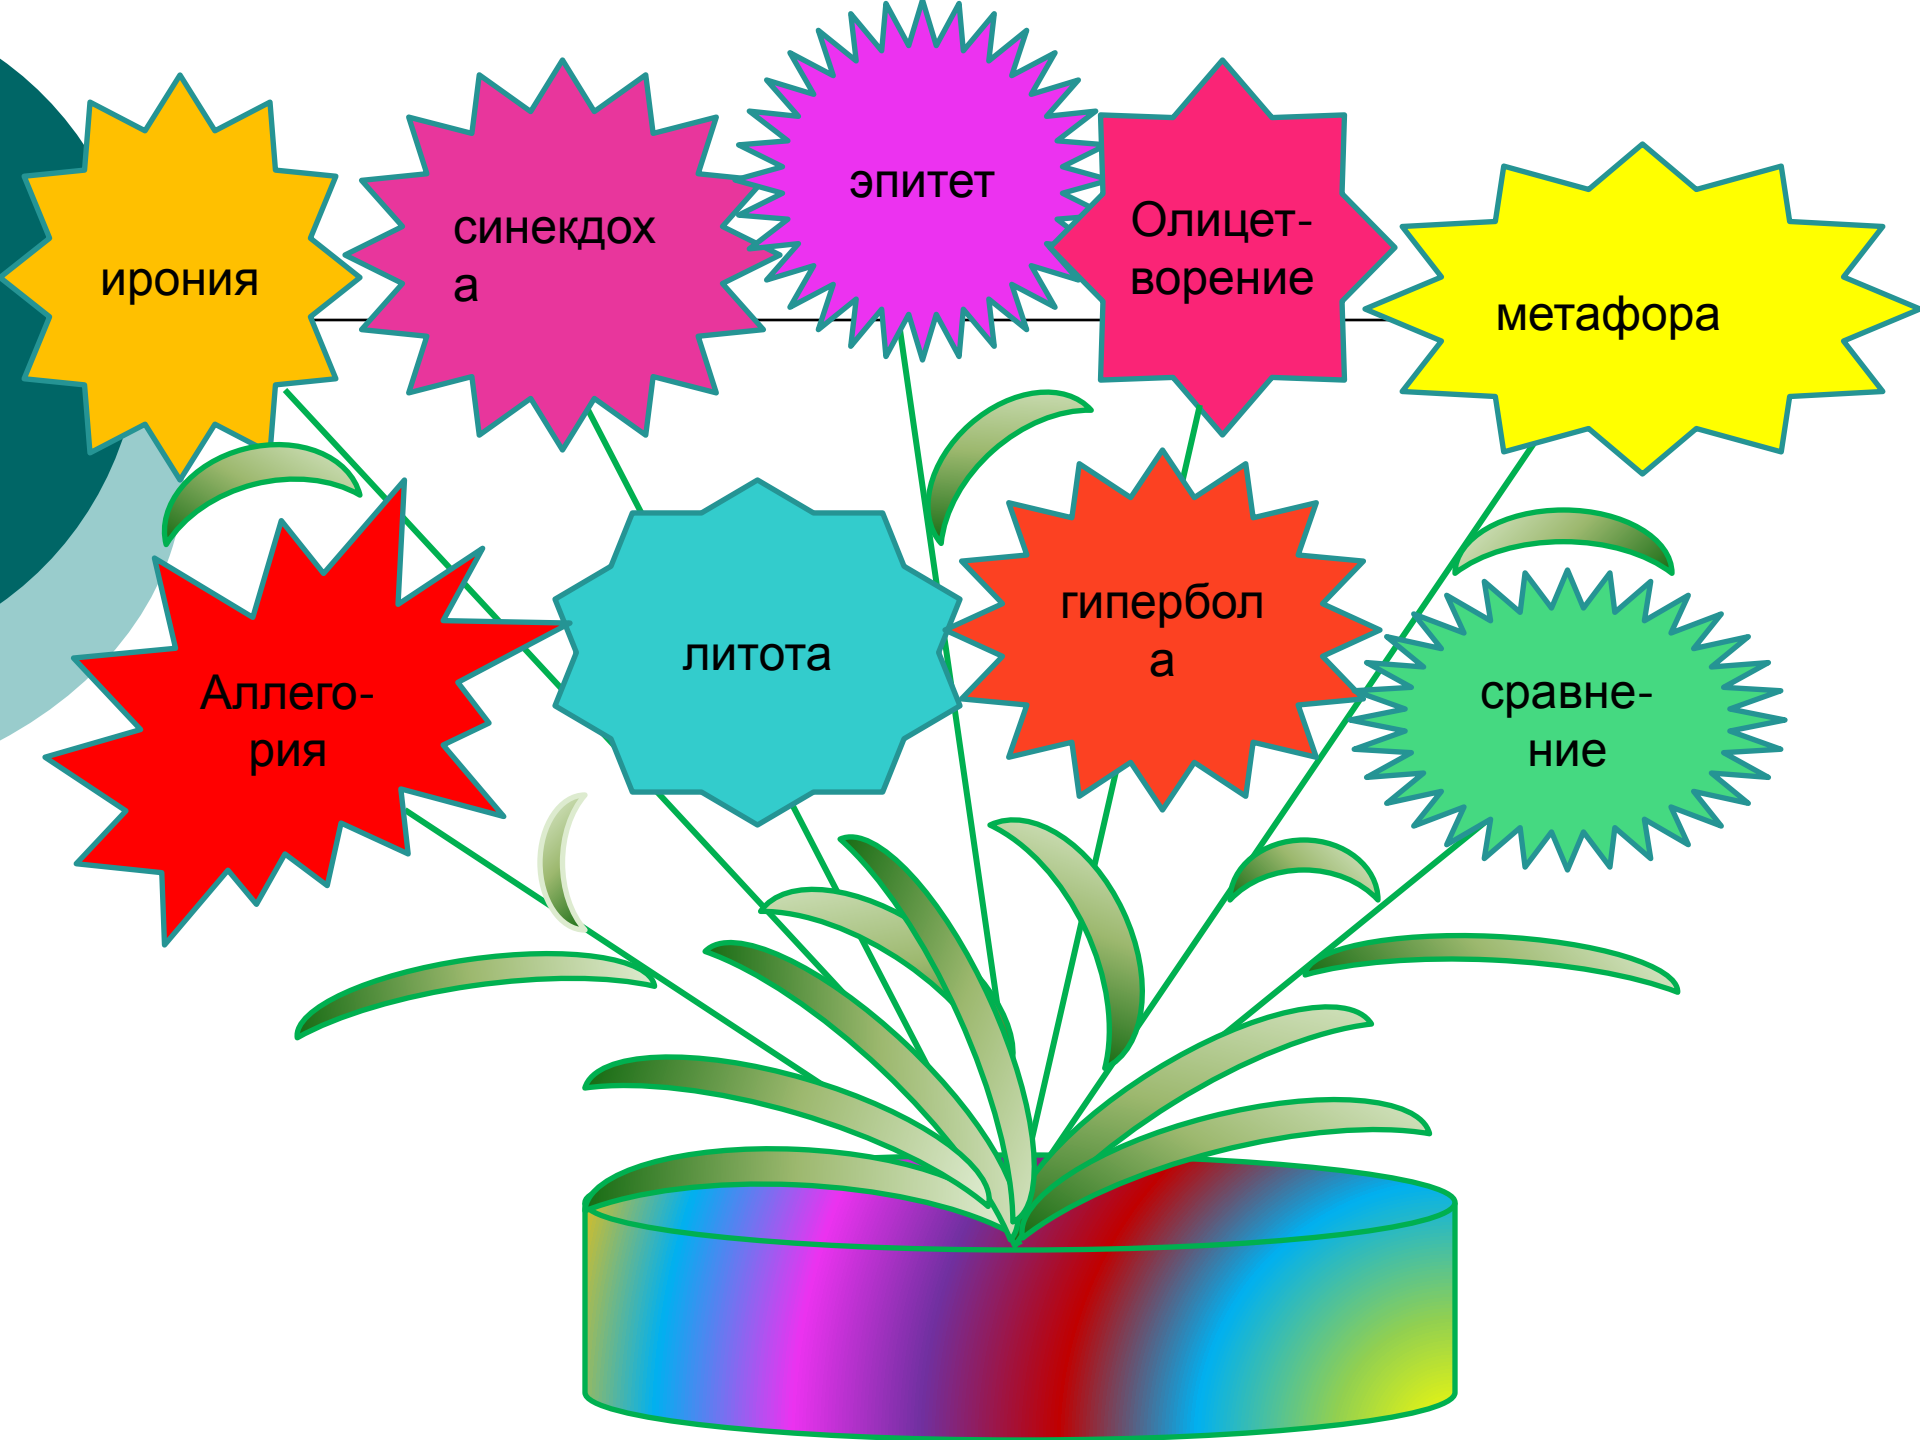 ирония
синекдох
а
эпитет
Олицет-
ворение
метафора
Аллего-
рия
литота
гипербол
а
сравне-
ние